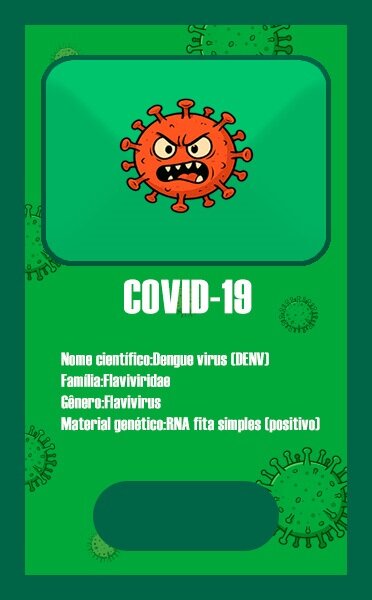 COVID-19
Nome científico:Dengue virus (DENV)
Família:Flaviviridae
Gênero:Flavivirus
Material genético:RNA fita simples (positivo)